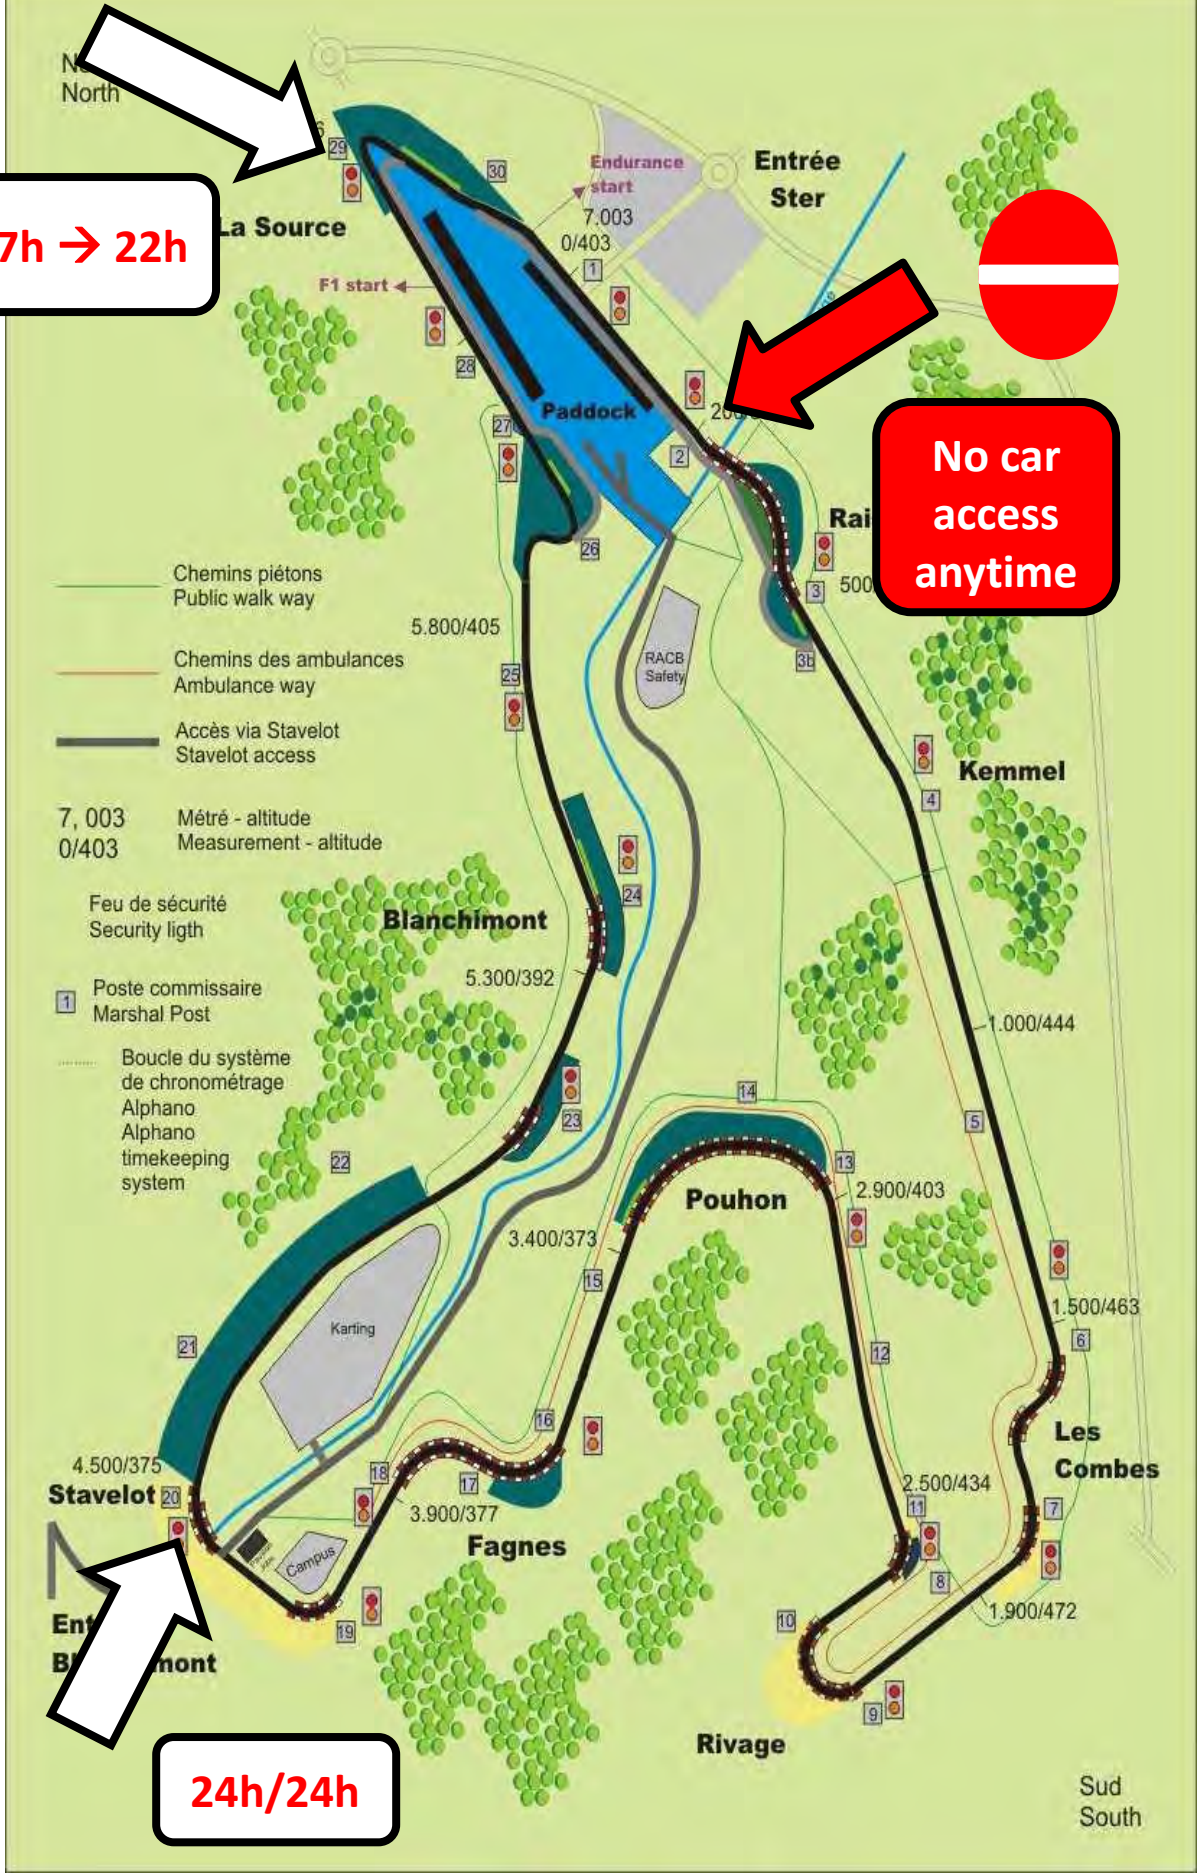 North
29
30
La Source
7h → 22h
Endurance
start
7.003
0/403
1
Entrée
Ster
F1 start
28
27
Paddock
2
26
No car
access
anytime
3
500
3b
RACB
Safety
Chemins piétons
Public walk way
5.800/405
25
Chemins des ambulances
Ambulance way
Accès via Stavelot
Stavelot access
Kemmel
4
7, 003
0/403
Métré - altitude
Measurement - altitude
24
Feu de sécurité
Security ligth
Blanchimont
5.300/392
1
Poste commissaire
Marshal Post
1.000/444
Boucle du système
de chronométrage
Alphano
Alphano
timekeeping
system
23
14
5
22
13
Pouhon
2.900/403
3.400/373
15
1.500/463
6
Karting
21
12
16
Les
Combes
4.500/375
Stavelot
20
18
17
3.900/377
2.500/434
11
7
Fagnes
Campus
8
1.900/472
19
10
9
Rivage
24h/24h
Sud
South